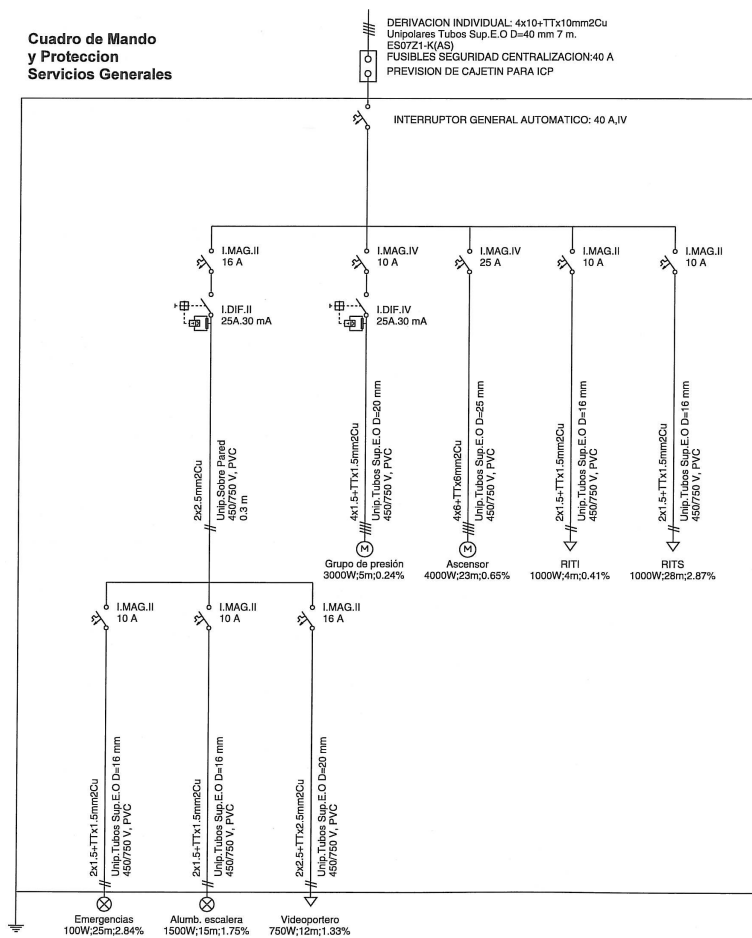 Cuadro de Mando
y Proteccion
Servicios Generales
DERIVACION INDIVIDUAL: 4x10+TTx10mm2Cu
Unipolares Tubos Sup.E.O D=40 mm 7 m.
ES07Z1-K(AS)
FUSIBLES SEGURIDAD CENTRALIZACION:40 A
PREVISION DE CAJETIN PARA ICP
INTERRUPTOR GENERAL AUTOMATICO: 40 A,IV
I.MAG.II
16 A
I.MAG.IV
10 A
I.MAG.IV
25 A
I.MAG.II
10 A
I.MAG.II
10 A
I.DIF.II
25A.30 mA
I.DIF.IV
25A.30 mA
2x2.5mm2Cu
Unip.Sobre Pared
450/750 V, PVC
0.3 m
4x1.5+TTx1.5mm2Cu
Unip.Tubos Sup.E.O D=20 mm
450/750 V, PVC
4x6+TTx6mm2Cu
Unip.Tubos Sup.E.O D=25 mm
450/750 V, PVC
2x1.5+TTx1.5mm2Cu
Unip.Tubos Sup.E.O D=16 mm
450/750 V, PVC
2x1.5+TTx1.5mm2Cu
Unip.Tubos Sup.E.O D=16 mm
450/750 V, PVC
M
M
Grupo de presión
3000W;5m;0.24%
Ascensor
4000W;23m;0.65%
RITI
1000W;4m;0.41%
RITS
1000W;28m;2.87%
I.MAG.II
10 A
I.MAG.II
10 A
I.MAG.II
16 A
2x1.5+TTx1.5mm2Cu
Unip.Tubos Sup.E.O D=16 mm
450/750 V, PVC
2x1.5+TTx1.5mm2Cu
Unip.Tubos Sup.E.O D=16 mm
450/750 V, PVC
2x2.5+TTx2.5mm2Cu
Unip.Tubos Sup.E.O D=20 mm
450/750 V, PVC
Emergencias
100W;25m;2.84%
Alumb. escalera
1500W;15m;1.75%
Videoportero
750W;12m;1.33%